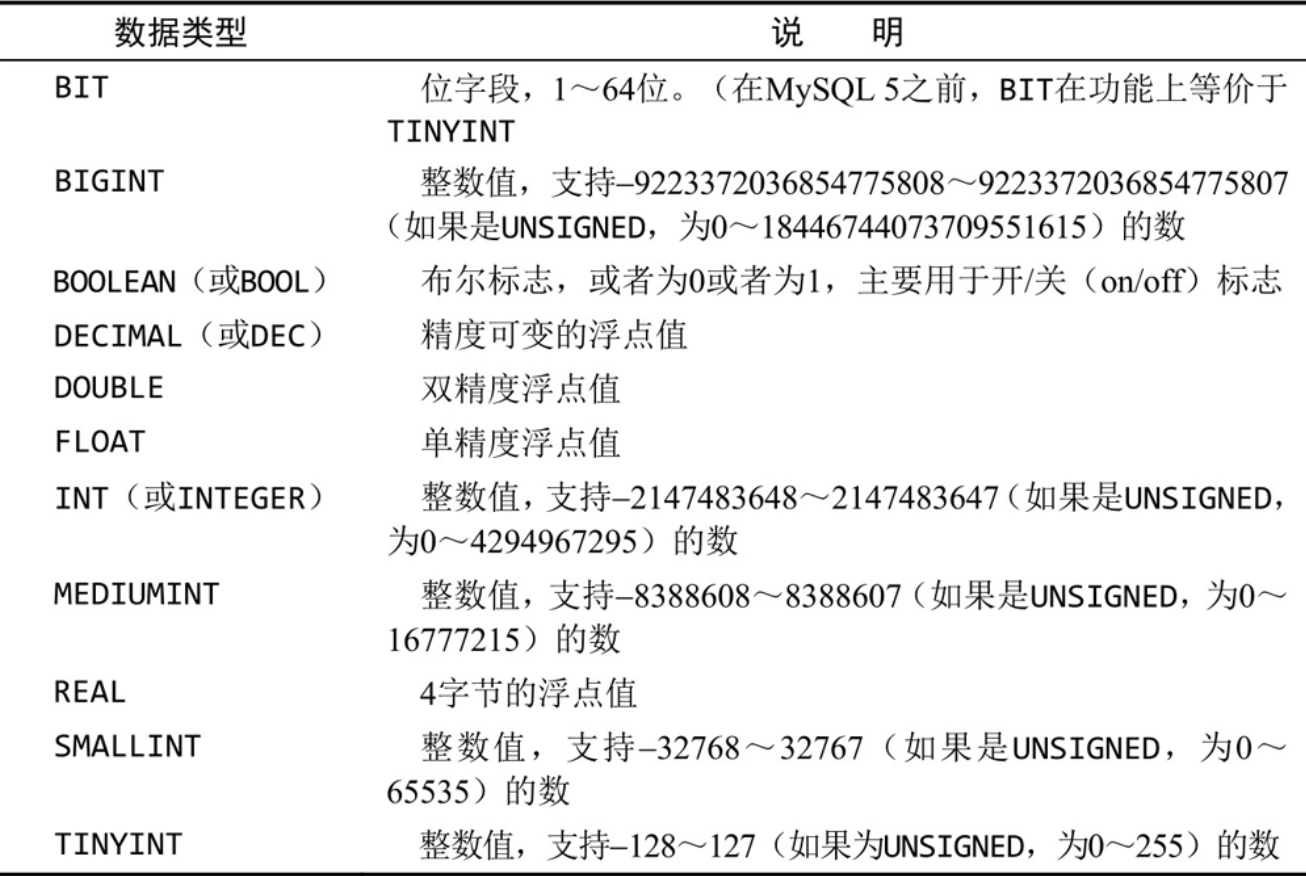 数据类型 说 明
BIT 位字段，1～64位。（在MySQL 5之前，BIT在功能上等价于
TINYINT
BIGINT 整数值，支持–9223372036854775808～9223372036854775807
（如果是UNSIGNED，为0～18446744073709551615）的数
BOOLEAN（或BOOL） 布尔标志，或者为0或者为1，主要用于开/关（on/off）标志
DECIMAL（或DEC） 精度可变的浮点值
DOUBLE 双精度浮点值
FLOAT 单精度浮点值
INT（或INTEGER） 整数值，支持–2147483648～2147483647（如果是UNSIGNED，
为0～4294967295）的数
MEDIUMINT 整数值，支持–8388608～8388607（如果是UNSIGNED，为0～
16777215）的数
REAL 4字节的浮点值
SMALLINT 整数值，支持–32768～32767（如果是UNSIGNED，为0～
65535）的数
TINYINT 整数值，支持–128～127（如果为UNSIGNED，为0～255）的数